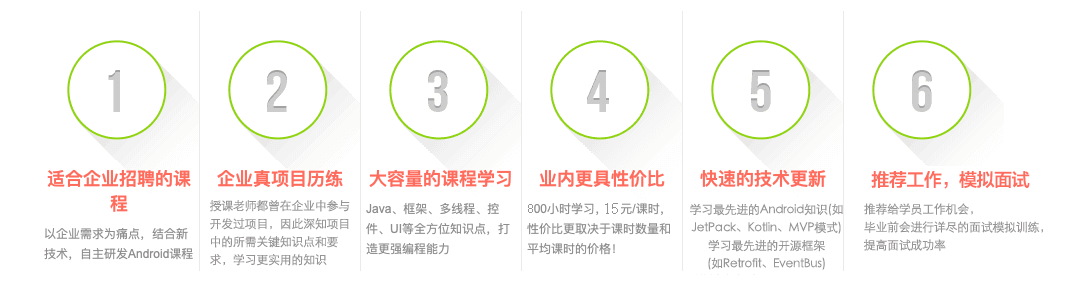 1
适合企业招聘的课
程
以企业需求为痛点，结合新
技术，自主研发Android课程
2
企业真项目历练
授课老师都曾在企业中参与
开发过项目，因此深知项目
中的所需关键知识点和要
求，学习更实用的知识
3
大容量的课程学习
Java、框架、多线程、控
件、UI等全方位知识点，打
造更强编程能力
4
业内更具性价比
800小时学习，15元/课时，
性价比更取决于课时数量和
平均课时的价格！
5
快速的技术更新
学习最先进的Android知识(如
JetPack、Kotlin、MVP模式)
学习最先进的开源框架
(如Retrofit、EventBus)
6
推荐工作，模拟面试
推荐给学员工作机会，
毕业前会进行详尽的面试模拟训练，
提高面试成功率